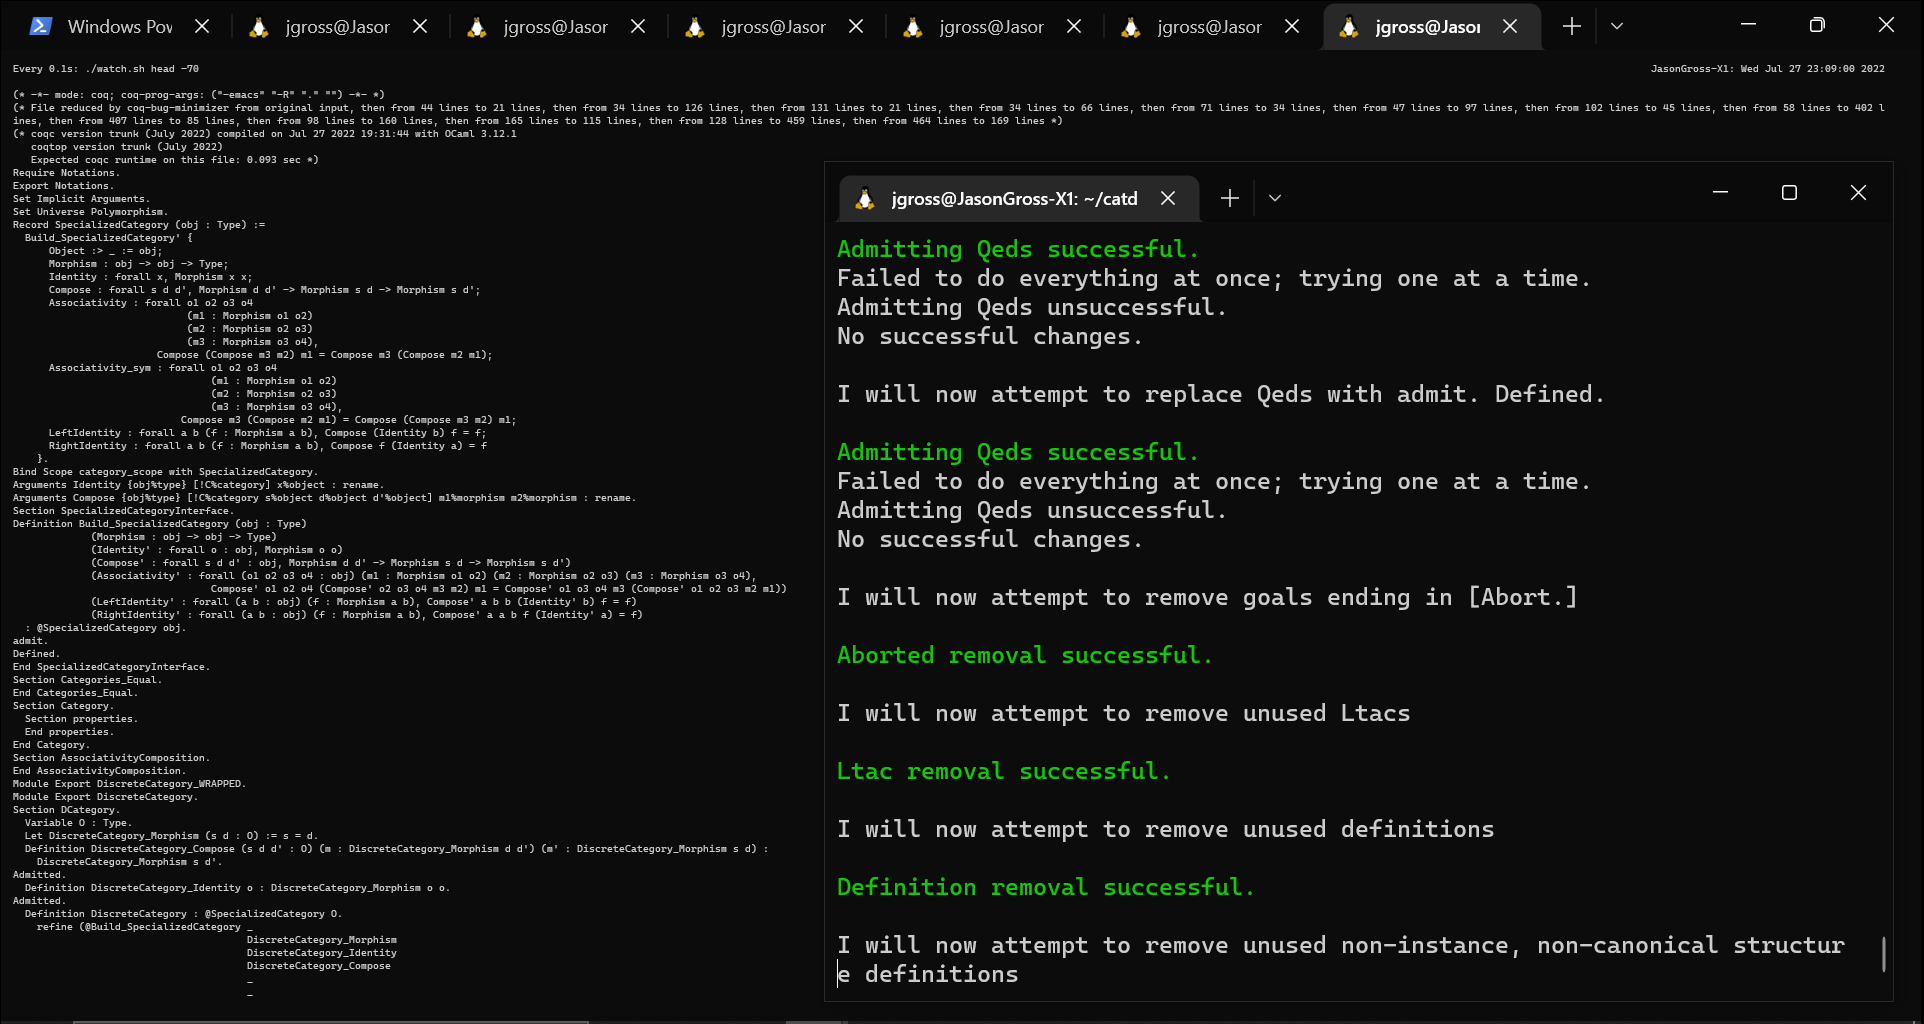 Windows Pov
jgross@Jasor
jgross@Jasor
jgross@Jasor
jgross@Jasor
jgross@Jasor
jgross@Jasor
Every 0.1s: ./watch.sh head -70
JasonGross-X1: Wed Jul 27 23:09:00 2022
(* -*- mode: coq; coq-prog-args: ("-emacs" "-R" "." "") -*- *)
(* File reduced by coq-bug-minimizer from original input, then from 44 lines to 21 lines, then from 34 lines to 126 lines, then from 131 lines to 21 lines, then from 34 lines to 66 lines, then from 71 lines to 34 lines, then from 47 lines to 97 lines, then from 102 lines to 45 lines, then from 58 lines to 402 l
ines, then from 407 lines to 85 lines, then from 98 lines to 160 lines, then from 165 lines to 115 lines, then from 128 lines to 459 lines, then from 464 lines to 169 lines *)
(* coqc version trunk (July 2022) compiled on Jul 27 2022 19:31:44 with OCaml 3.12.1
   coqtop version trunk (July 2022)
   Expected coqc runtime on this file: 0.093 sec *)
Require Notations.
Export Notations.
Set Implicit Arguments.
Set Universe Polymorphism.
Record SpecializedCategory (obj : Type) :=
  Build_SpecializedCategory' {
      Object :> _ := obj;
      Morphism : obj -> obj -> Type;
      Identity : forall x, Morphism x x;
      Compose : forall s d d', Morphism d d' -> Morphism s d -> Morphism s d';
      Associativity : forall o1 o2 o3 o4
                             (m1 : Morphism o1 o2)
                             (m2 : Morphism o2 o3)
                             (m3 : Morphism o3 o4),
                        Compose (Compose m3 m2) m1 = Compose m3 (Compose m2 m1);
      Associativity_sym : forall o1 o2 o3 o4
                                 (m1 : Morphism o1 o2)
                                 (m2 : Morphism o2 o3)
                                 (m3 : Morphism o3 o4),
                            Compose m3 (Compose m2 m1) = Compose (Compose m3 m2) m1;
      LeftIdentity : forall a b (f : Morphism a b), Compose (Identity b) f = f;
      RightIdentity : forall a b (f : Morphism a b), Compose f (Identity a) = f
    }.
Bind Scope category_scope with SpecializedCategory.
Arguments Identity {obj%type} [!C%category] x%object : rename.
Arguments Compose {obj%type} [!C%category s%object d%object d'%object] m1%morphism m2%morphism : rename.
Section SpecializedCategoryInterface.
Definition Build_SpecializedCategory (obj : Type)
             (Morphism : obj -> obj -> Type)
             (Identity' : forall o : obj, Morphism o o)
             (Compose' : forall s d d' : obj, Morphism d d' -> Morphism s d -> Morphism s d')
             (Associativity' : forall (o1 o2 o3 o4 : obj) (m1 : Morphism o1 o2) (m2 : Morphism o2 o3) (m3 : Morphism o3 o4),
                                 Compose' o1 o2 o4 (Compose' o2 o3 o4 m3 m2) m1 = Compose' o1 o3 o4 m3 (Compose' o1 o2 o3 m2 m1))
             (LeftIdentity' : forall (a b : obj) (f : Morphism a b), Compose' a b b (Identity' b) f = f)
             (RightIdentity' : forall (a b : obj) (f : Morphism a b), Compose' a a b f (Identity' a) = f)
  : @SpecializedCategory obj.
admit.
Defined.
End SpecializedCategoryInterface.
Section Categories_Equal.
End Categories_Equal.
Section Category.
  Section properties.
  End properties.
End Category.
Section AssociativityComposition.
End AssociativityComposition.
Module Export DiscreteCategory_WRAPPED.
Module Export DiscreteCategory.
Section DCategory.
  Variable O : Type.
  Let DiscreteCategory_Morphism (s d : O) := s = d.
  Definition DiscreteCategory_Compose (s d d' : O) (m : DiscreteCategory_Morphism d d') (m' : DiscreteCategory_Morphism s d) :
    DiscreteCategory_Morphism s d'.
Admitted.
  Definition DiscreteCategory_Identity o : DiscreteCategory_Morphism o o.
Admitted.
  Definition DiscreteCategory : @SpecializedCategory O.
    refine (@Build_SpecializedCategory _
                                       DiscreteCategory_Morphism
                                       DiscreteCategory_Identity
                                       DiscreteCategory_Compose
                                       _
                                       _
jgross@JasonGross-X1: ~/catd
Admitting Qeds successful.
Failed to do everything at once; trying one at a time.
Admitting Qeds unsuccessful.
No successful changes.
I will now attempt to replace Qeds with admit. Defined.
Admitting Qeds successful.
Failed to do everything at once; trying one at a time.
Admitting Qeds unsuccessful.
No successful changes.
I will now attempt to remove goals ending in [Abort.]
Aborted removal successful.
I will now attempt to remove unused Ltacs
Ltac removal successful.
I will now attempt to remove unused definitions
Definition removal successful.
I will now attempt to remove unused non-instance, non-canonical structur
e definitions